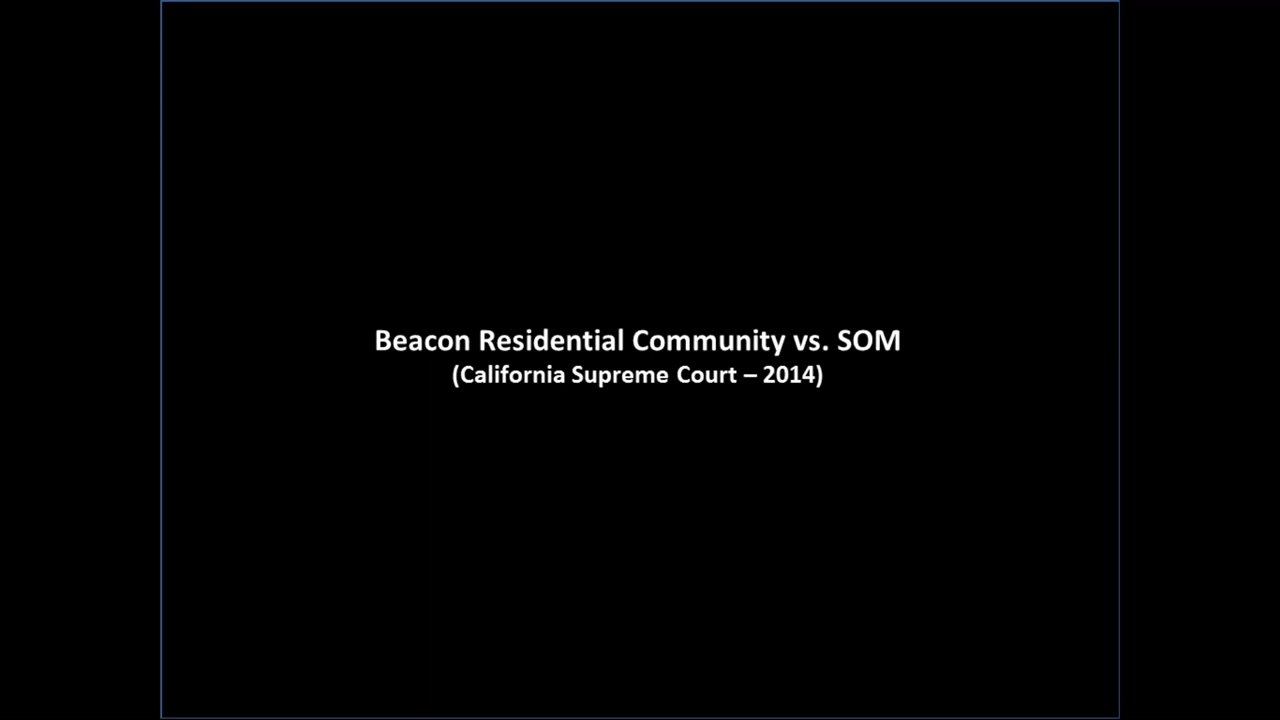 Beacon Residential Community vs. SOM
(California Supreme Court – 2014)